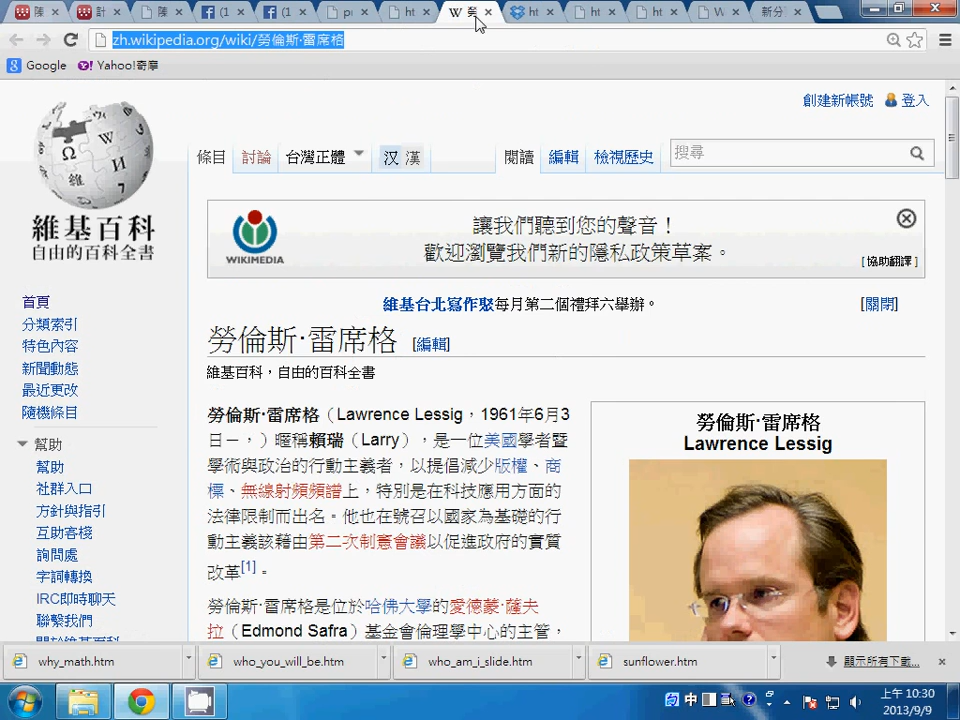 陳
計
陳
(1
(1
pi
ht
W 勞
ht
ht
ht
W
新分
zh.wikipedia.org/wiki/勞倫斯·雷席格
Google
Yahoo!奇摩
創建新帳號 登入
條目 討論 台灣正體 汉 漢 閱讀 編輯 檢視歷史 搜尋
維基百科
自由的百科全書
WIKIMEDIA
讓我們聽到您的聲音！
歡迎瀏覽我們新的隱私政策草案。
[ 協助翻譯 ]
維基台北寫作聚每月第二個禮拜六舉辦。
[關閉]
勞倫斯·雷席格 [編輯]
維基百科，自由的百科全書
首頁
分類索引
特色內容
新聞動態
最近更改
隨機條目
幫助
幫助
社群入口
方針與指引
互助客棧
詢問處
字詞轉換
IRC即時聊天
聯繫我們
關於維基百科
勞倫斯·雷席格（Lawrence Lessig，1961年6月3
日－，）暱稱賴瑞（Larry），是一位美國學者暨
學術與政治的行動主義者，以提倡減少版權、商
標、無線射頻頻譜上，特別是在科技應用方面的
法律限制而出名。他也在號召以國家為基礎的行
動主義該藉由第二次制憲會議以促進政府的實質
改革[1]。
勞倫斯·雷席格是位於哈佛大學的愛德蒙·薩夫
拉（Edmond Safra）基金會倫理學中心的主管，
勞倫斯·雷席格
Lawrence Lessig
why_math.htm
who_you_will_be.htm
who_am_i_slide.htm
sunflower.htm
顯示所有下載...
中
上午 10:30
2013/9/9